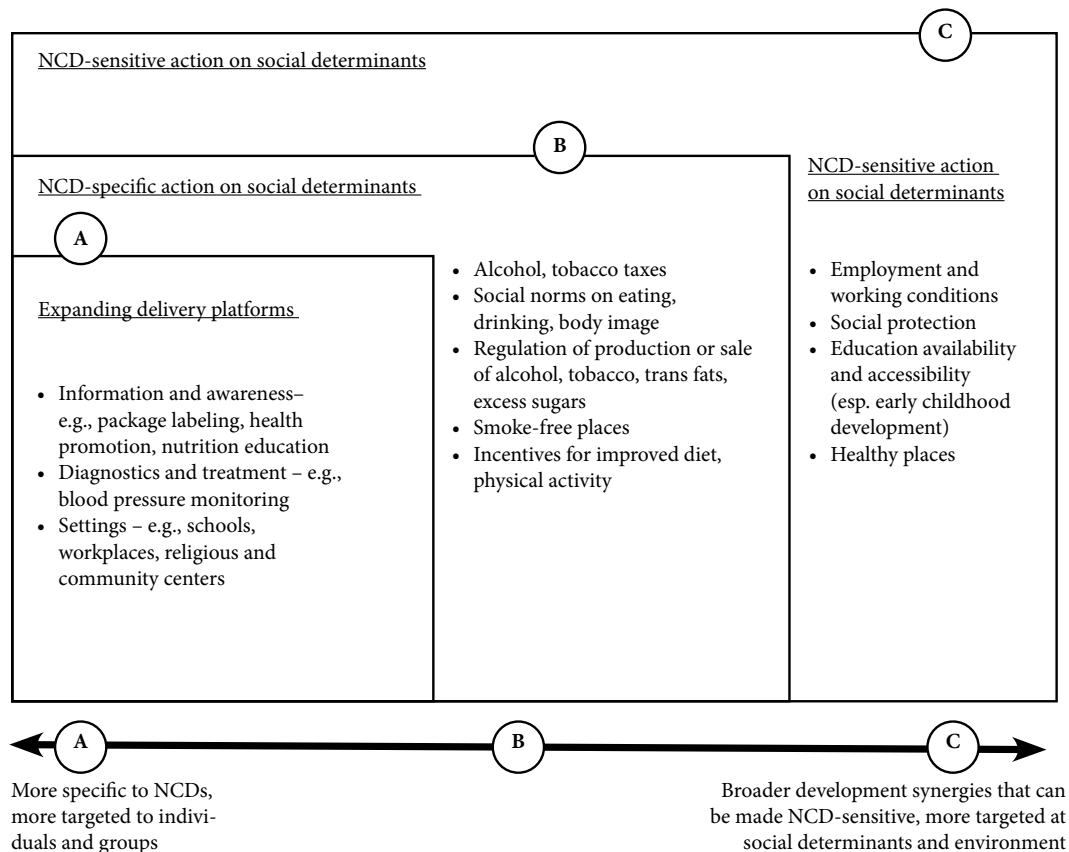 C
NCD-sensitive action on social determinants
B
NCD-specific action on social determinants
NCD-sensitive action
on social determinants
A
Expanding delivery platforms
• Information and awareness–
e.g., package labeling, health
promotion, nutrition education
• Diagnostics and treatment – e.g.,
blood pressure monitoring
• Settings – e.g., schools,
workplaces, religious and
community centers
• Alcohol, tobacco taxes
• Social norms on eating,
drinking, body image
• Regulation of production or sale
of alcohol, tobacco, trans fats,
excess sugars
• Smoke-free places
• Incentives for improved diet,
physical activity
• Employment and
working conditions
• Social protection
• Education availability
and accessibility
(esp. early childhood
development)
• Healthy places
A
B
C
More specific to NCDs,
more targeted to indivi-
duals and groups
Broader development synergies that can
be made NCD-sensitive, more targeted at
social determinants and environment